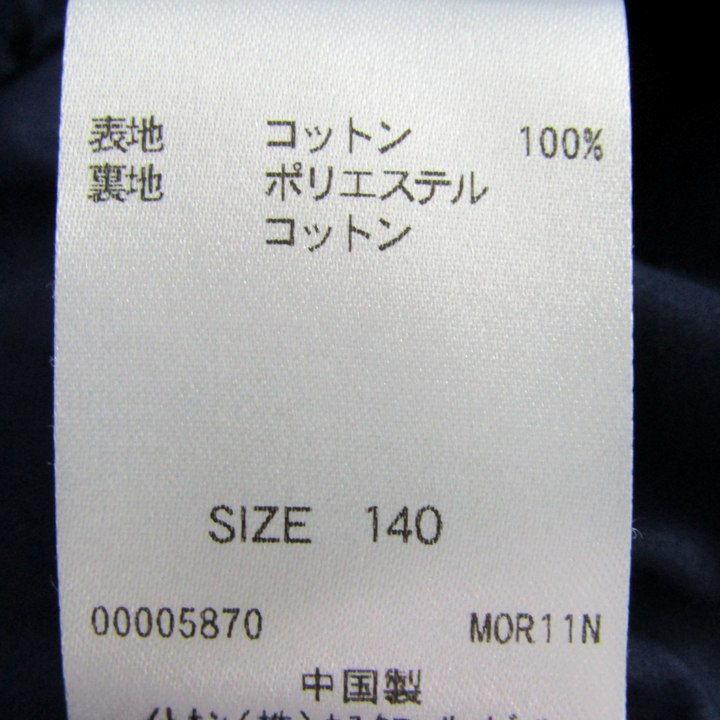 表地 コットン 100%
裏地 ポリエステル
コットン
SIZE 140
00005870 MOR11N
中国製